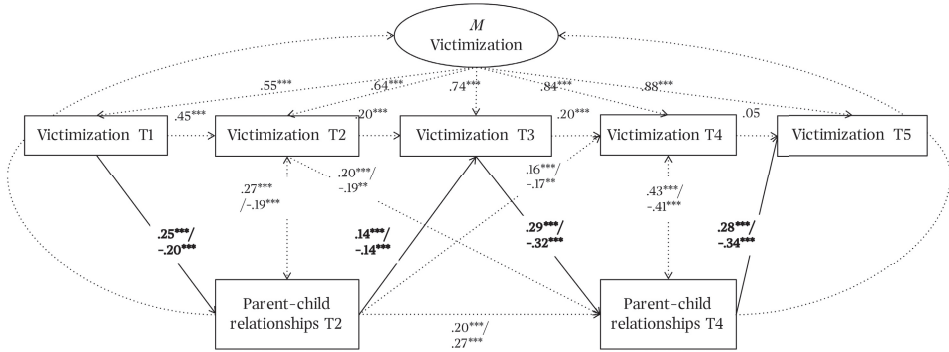 M
Victimization
.55***
.64***
.74***
.84***
.88***
.45***
.20***
.20***
.05
Victimization T1
Victimization T2
Victimization T3
Victimization T4
Victimization T5
.27***
/-.19***
.20***/
-.19**
.16***/
-.17**
.43***/
-.41***
.25***/
-.20***
.14***/
-.14***
.29***/
-.32***
.28***/
-.34***
Parent-child
relationships T2
Parent-child
relationships T4
.20***/
.27***